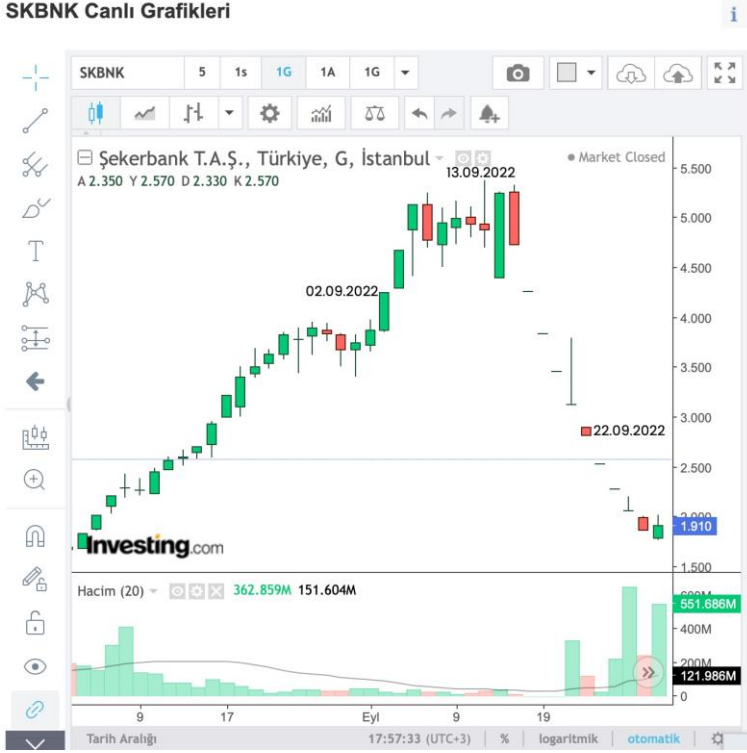 SKBNK Canlı Grafikleri
i
SKBNK 5 1s 1G 1A 1G
Şekerbank T.A.Ş., Türkiye, G, İstanbul
Market Closed
A 2.350 Y 2.570 D 2.330 K 2.570
13.09.2022
5.500
5.000
4.500
02.09.2022
4.000
3.500
3.000
22.09.2022
2.500
2.000
1.910
Investing.com
1.500
Hacim (20) 362.859M 151.604M
600M
551.686M
400M
200M
121.986M
0
9 17 Eyl 9 19
Tarih Aralığı 17:57:33 (UTC+3) % logaritmik otomatik